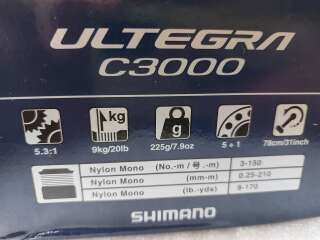 ULTEGRA
C3000
kg
g
5.3:1
9kg/20lb
225g/7.9oz
5 + 1
78cm/31inch
Nylon Mono (No.-m / 号.-m) 3-150
Nylon Mono (mm-m) 0.25-210
Nylon Mono (lb.-yds) 8-170
SHIMANO